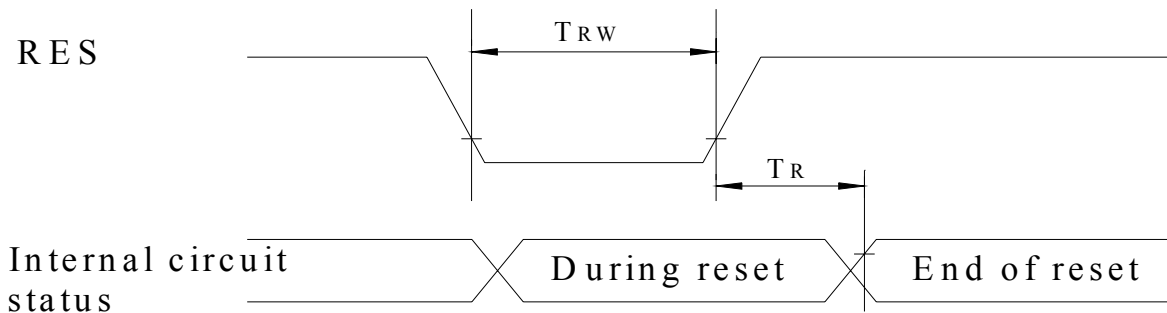 TRW
RES
TR
Internal circuit
status
During reset
End of reset